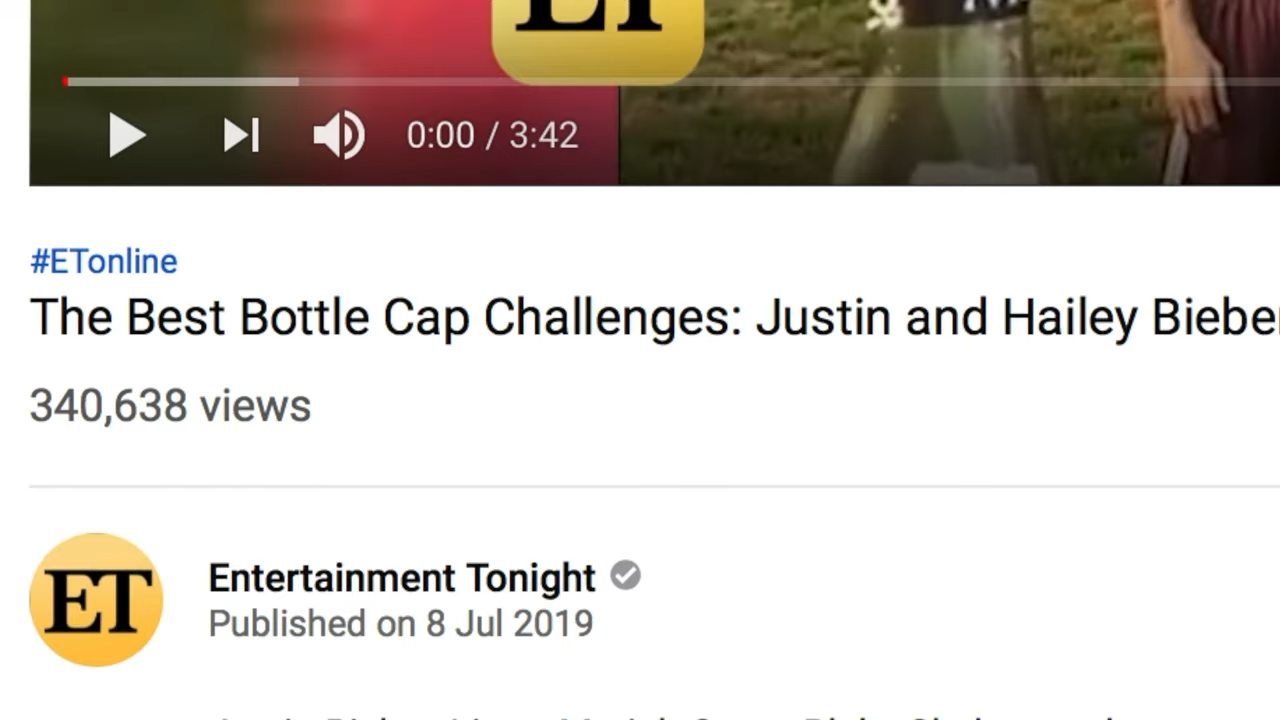 ET
0:00 / 3:42
#ETonline
The Best Bottle Cap Challenges: Justin and Hailey Bieber
340,638 views
ET
Entertainment Tonight
Published on 8 Jul 2019